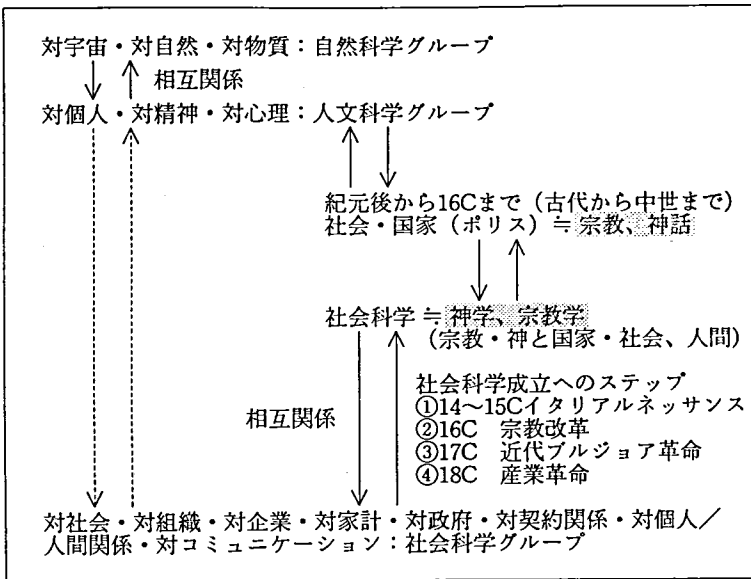 対宇宙・対自然・対物質：自然科学グループ
相互関係
対個人・対精神・対心理：人文科学グループ
紀元後から16Cまで（古代から中世まで）
社会・国家（ポリス）≒ 宗教、神話
社会科学 ≒ 神学、宗教学
（宗教・神と国家・社会、人間）
社会科学成立へのステップ
①14～15Cイタリアルネッサンス
②16C　宗教改革
③17C　近代ブルジョア革命
④18C　産業革命
相互関係
対社会・対組織・対企業・対家計・対政府・対契約関係・対個人／
人間関係・対コミュニケーション：社会科学グループ